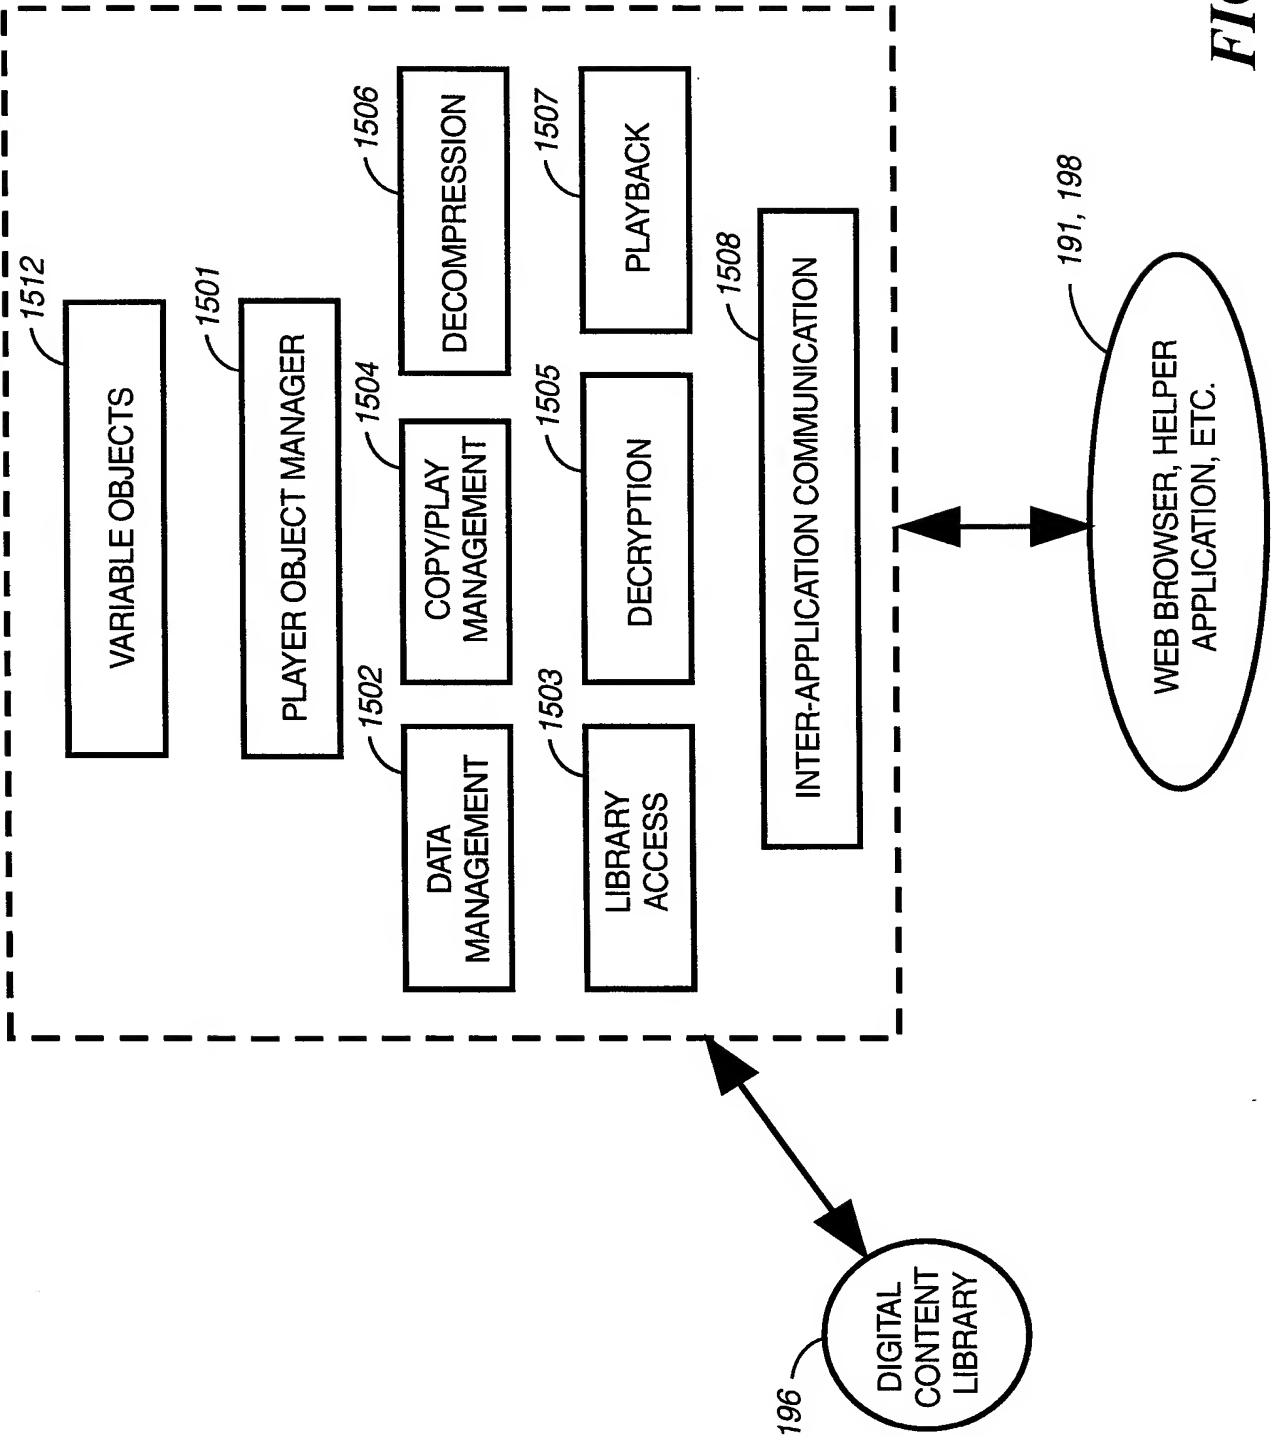 1512
VARIABLE OBJECTS
1501
PLAYER OBJECT MANAGER
1502
DATA
MANAGEMENT
1504
COPY/PLAY
MANAGEMENT
1506
DECOMPRESSION
1503
LIBRARY
ACCESS
1505
DECRYPTION
1507
PLAYBACK
1508
INTER-APPLICATION COMMUNICATION
196
DIGITAL
CONTENT
LIBRARY
191, 198
WEB BROWSER, HELPER
APPLICATION, ETC.